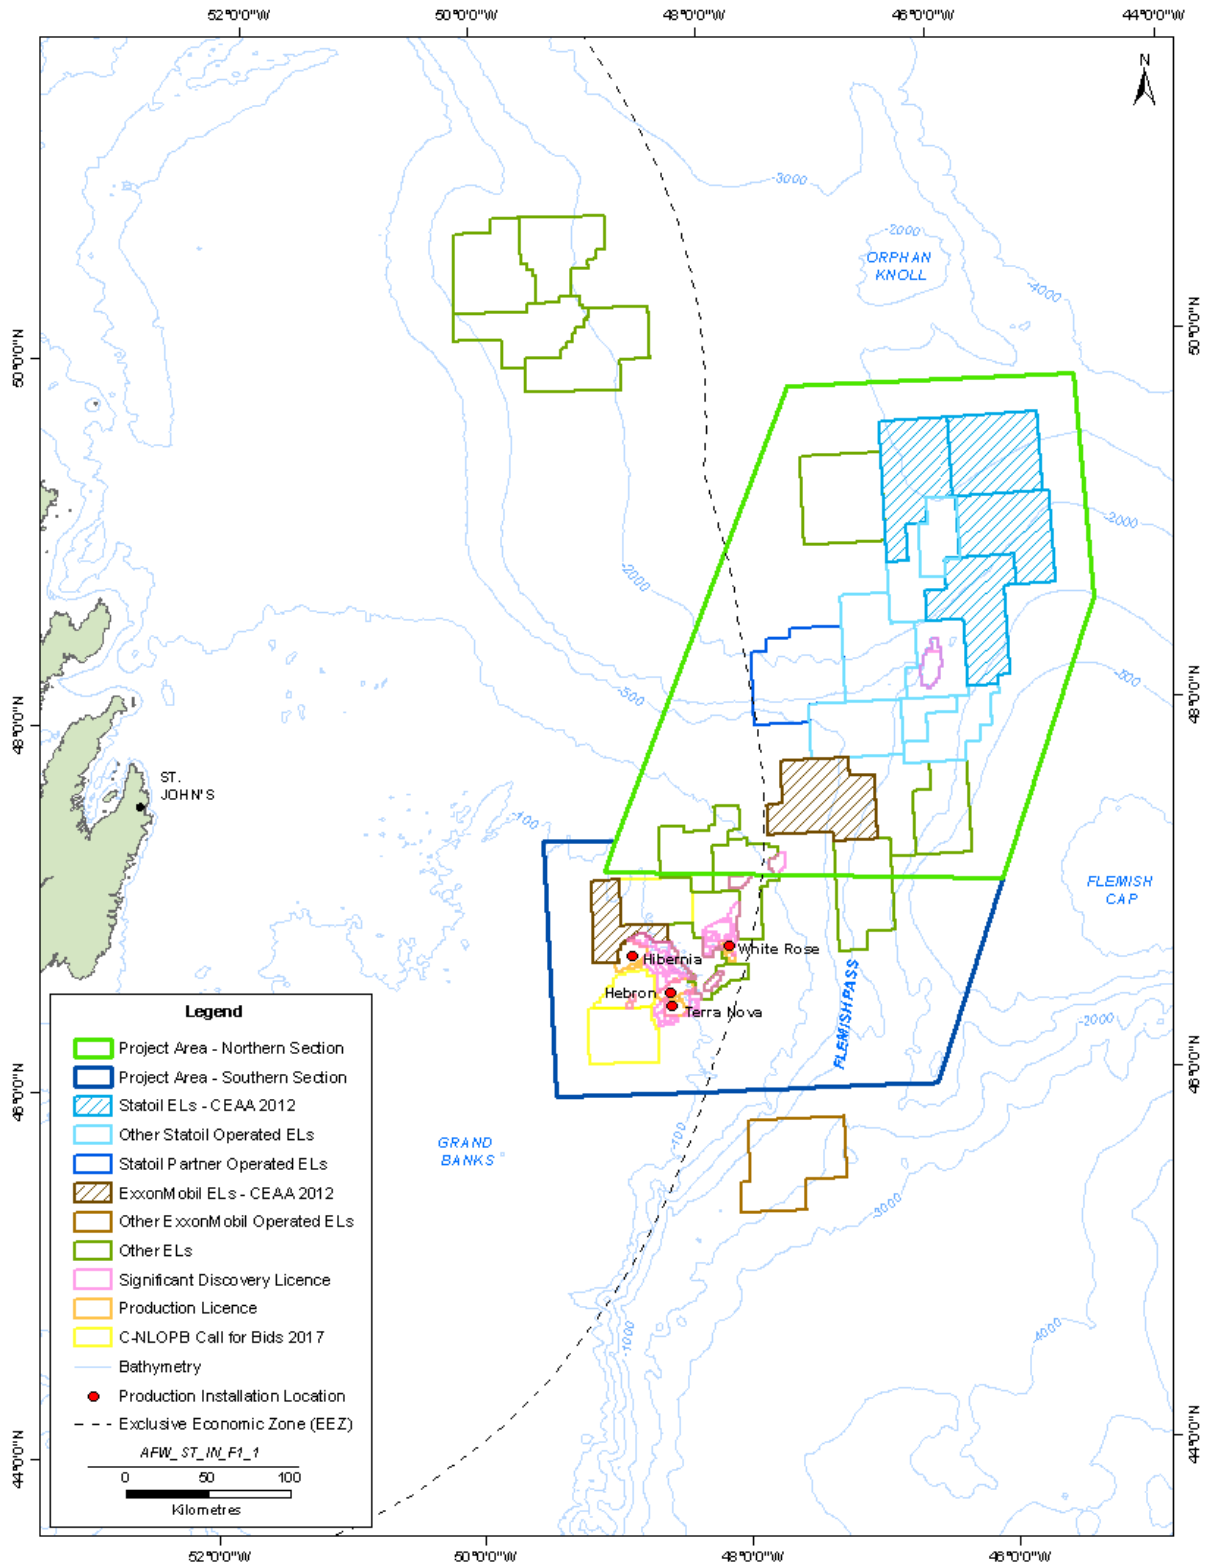 52°0'0"W
50°0'0"W
48°0'0"W
46°0'0"W
44°0'0"W
N
-3000
-2000
ORPHAN
KNOLL
-4000
50°0'0"N
50°0'0"N
-2000
-2000
-500
-500
48°0'0"N
48°0'0"N
ST.
JOHN'S
-100
FLEMISH
CAP
White Rose
Hibernia
Hebron
Terra Nova
FLEMISH PASS
-2000
46°0'0"N
46°0'0"N
-100
GRAND
BANKS
-3000
-1000
-4000
44°0'0"N
44°0'0"N
Legend
Project Area - Northern Section
Project Area - Southern Section
Statoil ELs - CEAA 2012
Other Statoil Operated ELs
Statoil Partner Operated ELs
ExxonMobil ELs - CEAA 2012
Other ExxonMobil Operated ELs
Other ELs
Significant Discovery Licence
Production Licence
C-NLOPB Call for Bids 2017
Bathymetry
Production Installation Location
Exclusive Economic Zone (EEZ)
AFW_ST_IN_F1_1
0 50 100
Kilometres
52°0'0"W
50°0'0"W
48°0'0"W
46°0'0"W